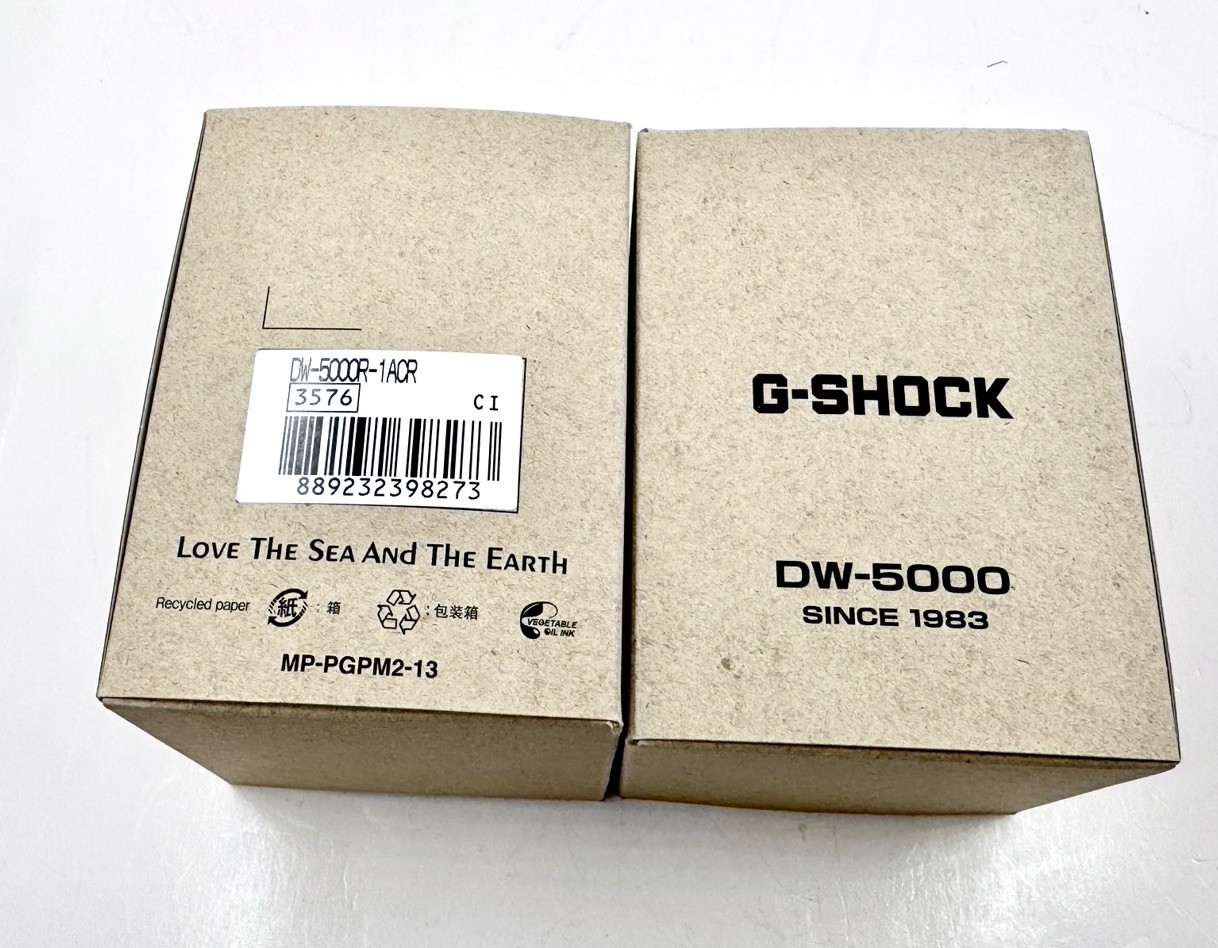 DW-5000R-1ACR
3576
CI
889232398273
LOVE THE SEA AND THE EARTH
Recycled paper
紙 : 箱
: 包装箱
VEGETABLE
OIL INK
MP-PGPM2-13
G-SHOCK
DW-5000
SINCE 1983